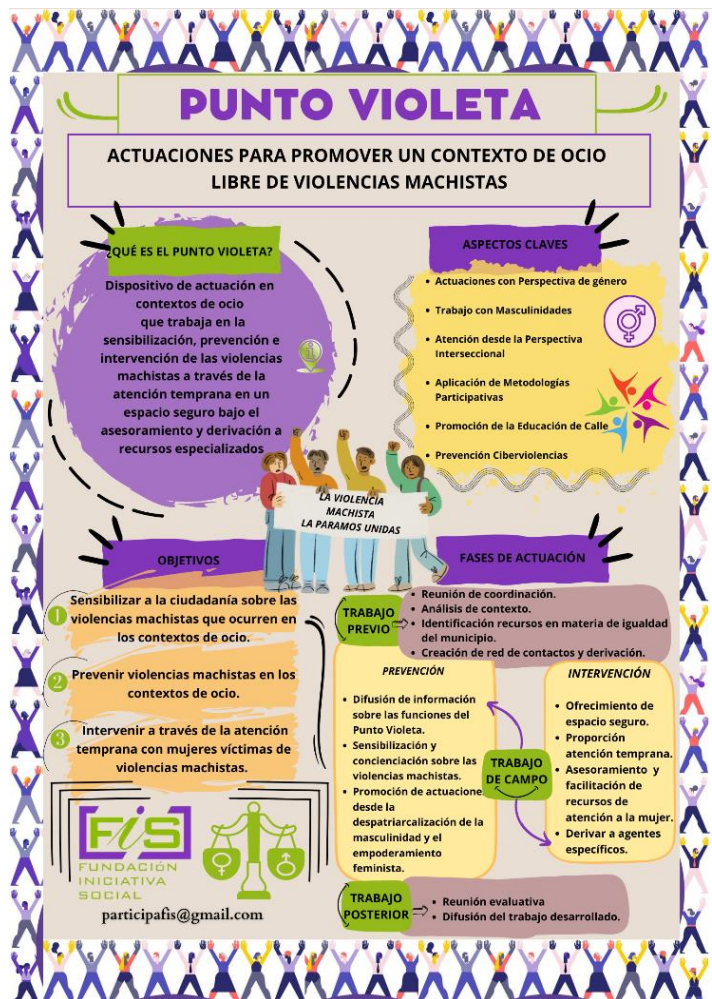 PUNTO VIOLETA
ACTUACIONES PARA PROMOVER UN CONTEXTO DE OCIO
LIBRE DE VIOLENCIAS MACHISTAS
¿QUÉ ES EL PUNTO VIOLETA?
Dispositivo de actuación en
contextos de ocio
que trabaja en la
sensibilización, prevención e
intervención de las violencias
machistas a través de la
atención temprana en un
espacio seguro bajo el
asesoramiento y derivación a
recursos especializados
ASPECTOS CLAVES
• Actuaciones con Perspectiva de género
• Trabajo con Masculinidades
• Atención desde la Perspectiva
Interseccional
• Aplicación de Metodologías
Participativas
• Promoción de la Educación de Calle
• Prevención Ciberviolencias
LA VIOLENCIA
MACHISTA
LA PARAMOS UNIDAS
OBJETIVOS
1 Sensibilizar a la ciudadanía sobre las
violencias machistas que ocurren en
los contextos de ocio.
2 Prevenir violencias machistas en los
contextos de ocio.
3 Intervenir a través de la atención
temprana con mujeres víctimas de
violencias machistas.
FASES DE ACTUACIÓN
TRABAJO
PREVIO
• Reunión de coordinación.
• Análisis de contexto.
• Identificación recursos en materia de igualdad
del municipio.
• Creación de red de contactos y derivación.
PREVENCIÓN
• Difusión de información
sobre las funciones del
Punto Violeta.
• Sensibilización y
concienciación sobre las
violencias machistas.
• Promoción de actuacione
desde la
despatriarcalización de la
masculinidad y el
empoderamiento
feminista.
TRABAJO
DE CAMPO
INTERVENCIÓN
• Ofrecimiento de
espacio seguro.
• Proporción
atención temprana.
• Asesoramiento y
facilitación de
recursos de
atención a la mujer.
• Derivar a agentes
específicos.
TRABAJO
POSTERIOR
• Reunión evaluativa
• Difusión del trabajo desarrollado.
FiS
FUNDACIÓN
INICIATIVA
SOCIAL
participafis@gmail.com